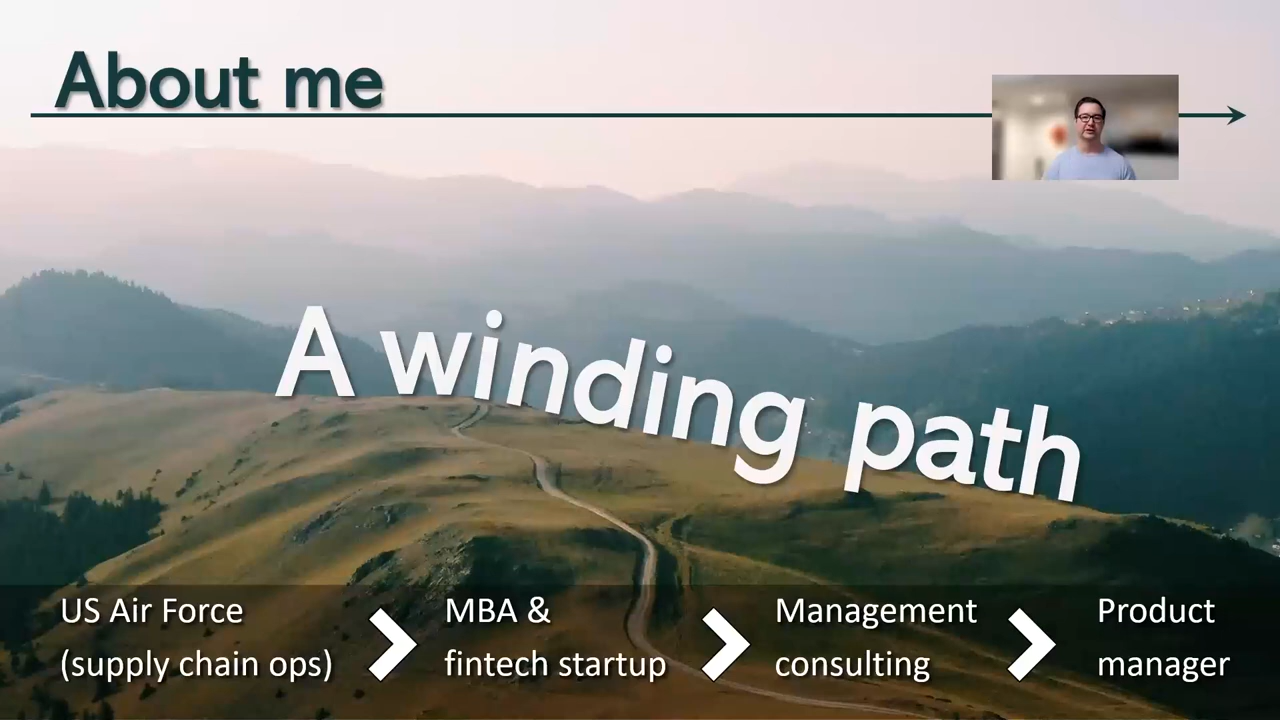 About me
A winding path
US Air Force
(supply chain ops)
MBA &
fintech startup
Management
consulting
Product
manager